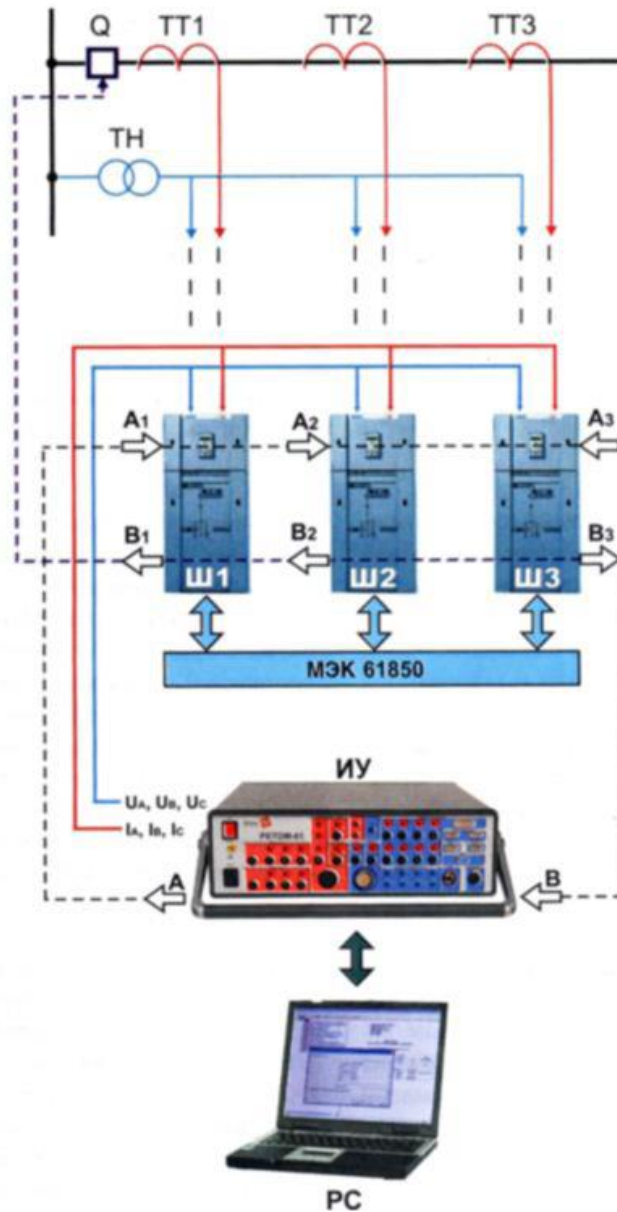 Q TT1 TT2 TT3
TH
A1 A2 A3
B1 B2 B3
Ш1 Ш2 Ш3
МЭК 61850
ИУ
UA, UB, UC
IA, IB, IC
РЕТОМ-61
A B
PC